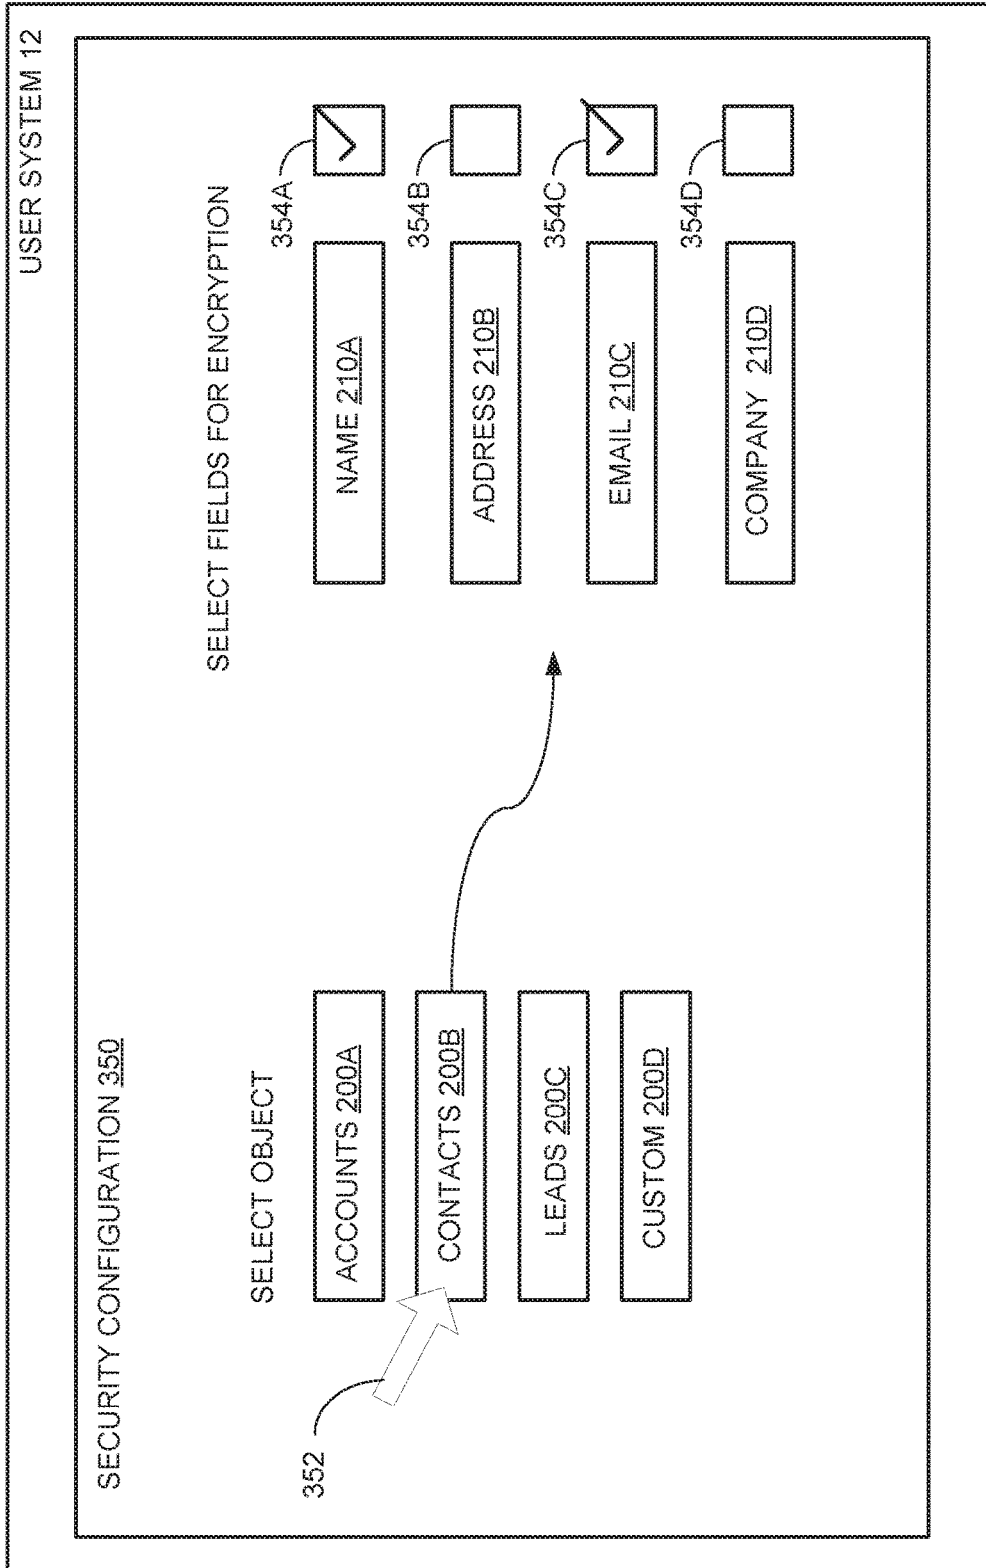 USER SYSTEM 12
SECURITY CONFIGURATION 350
SELECT OBJECT
352
ACCOUNTS 200A
CONTACTS 200B
LEADS 200C
CUSTOM 200D
SELECT FIELDS FOR ENCRYPTION
NAME 210A
354A
ADDRESS 210B
354B
EMAIL 210C
354C
COMPANY 210D
354D